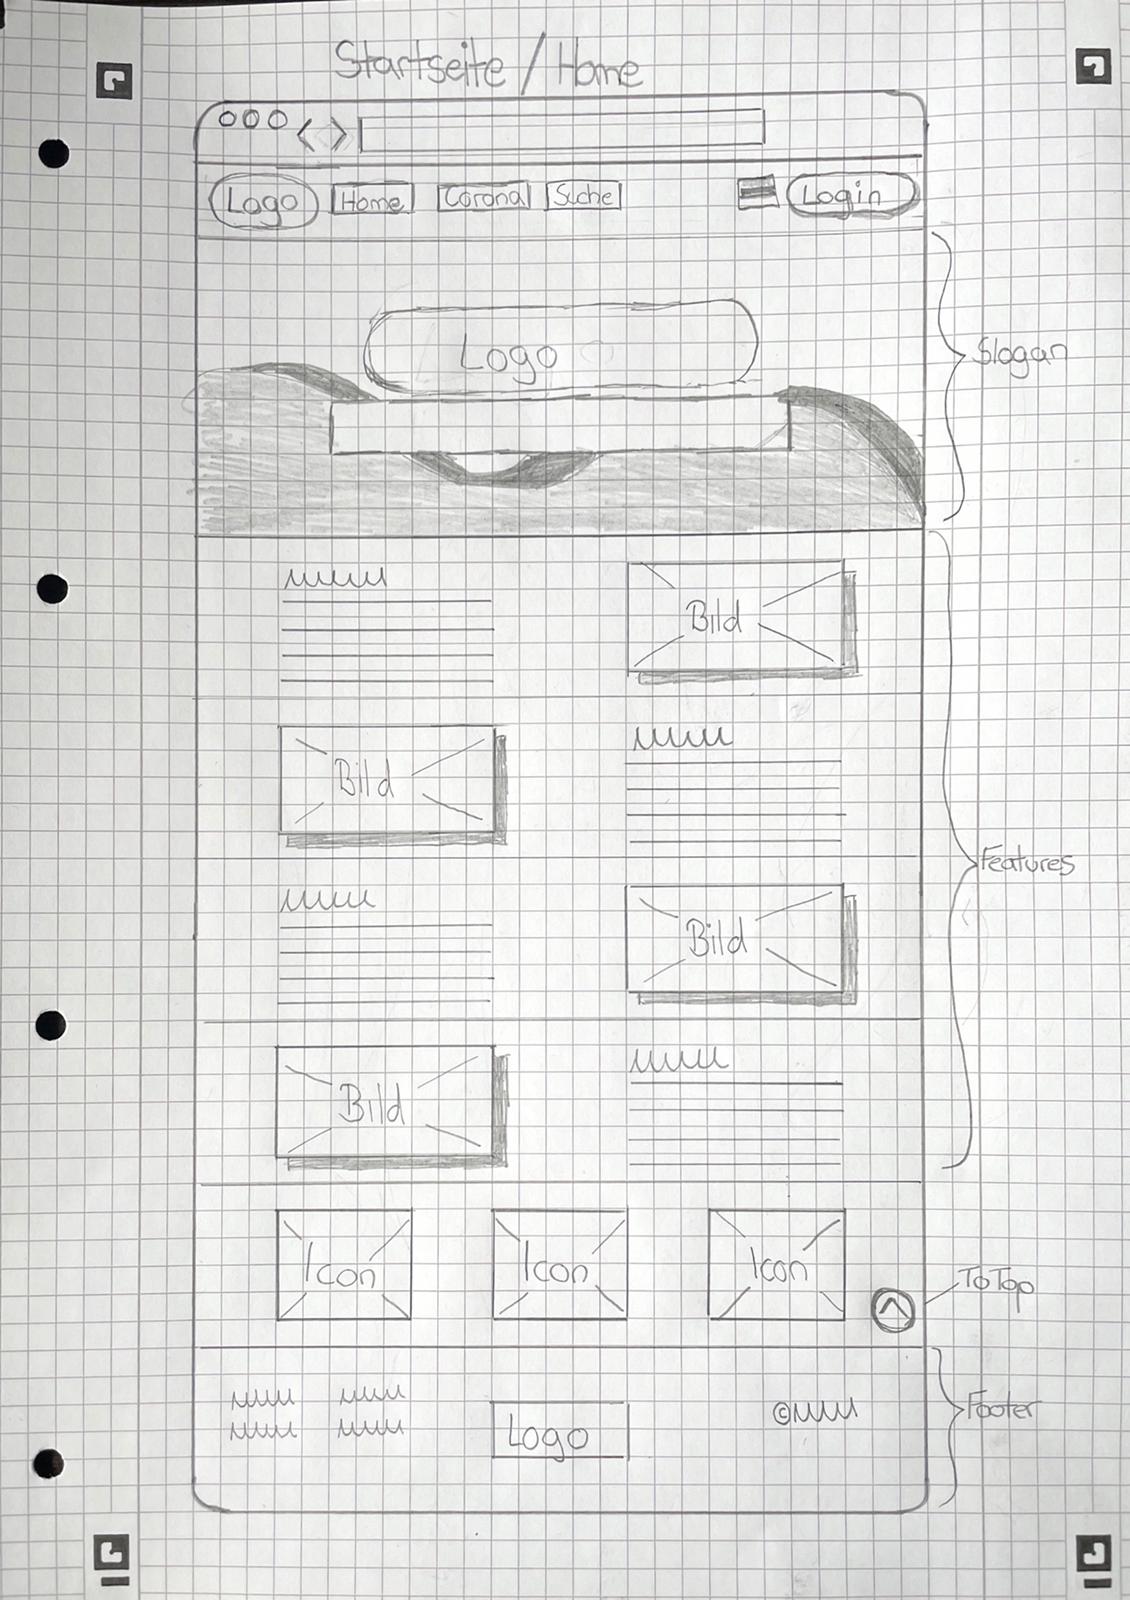 Startseite / Home
Logo Home Corona Suche Login
Slogan
Logo
Bild
Bild
Features
Bild
Bild
Icon Icon Icon
To Top
Footer
Logo ©